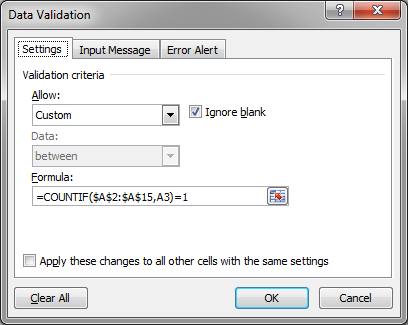 Data Validation
Settings
Input Message
Error Alert
Validation criteria
Allow:
Custom
Ignore blank
Data:
between
Formula:
=COUNTIF($A$2:$A$15,A3)=1
Apply these changes to all other cells with the same settings
Clear All
OK
Cancel